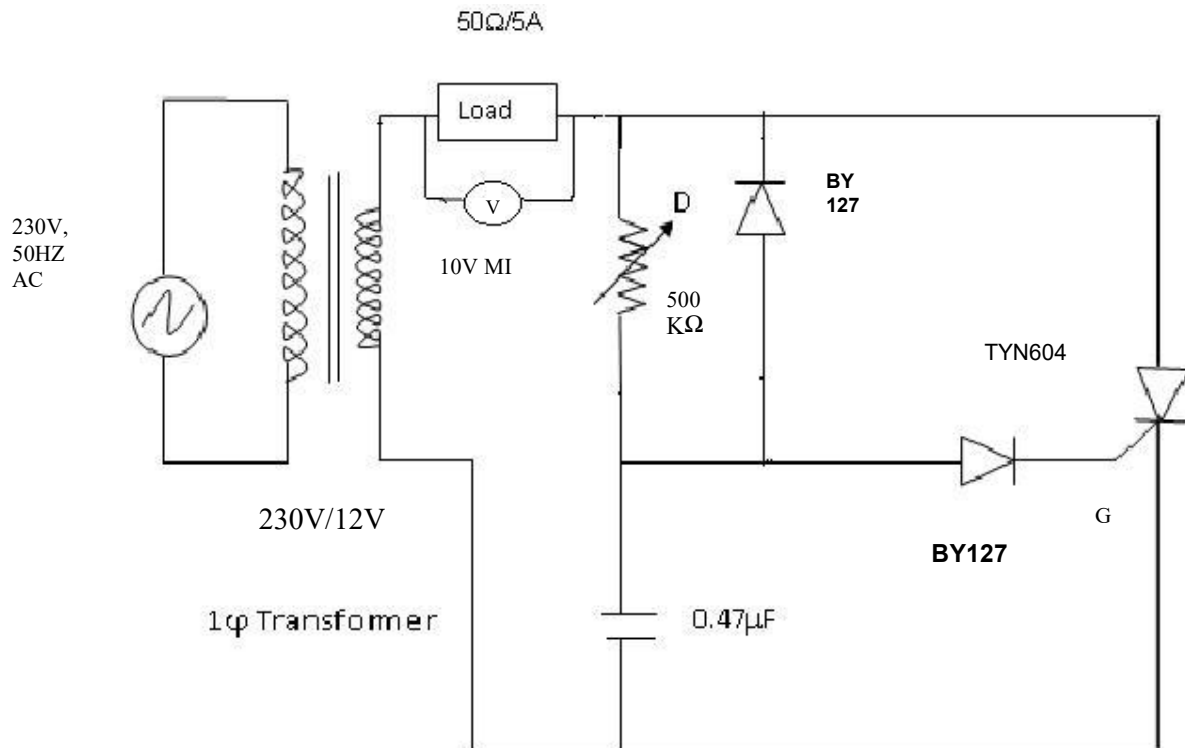 50Ω/5A
Load
V
10V MI
230V,
50HZ
AC
D
BY
127
500
KΩ
TYN604
G
230V/12V
BY127
1φ Transformer
0.47µF